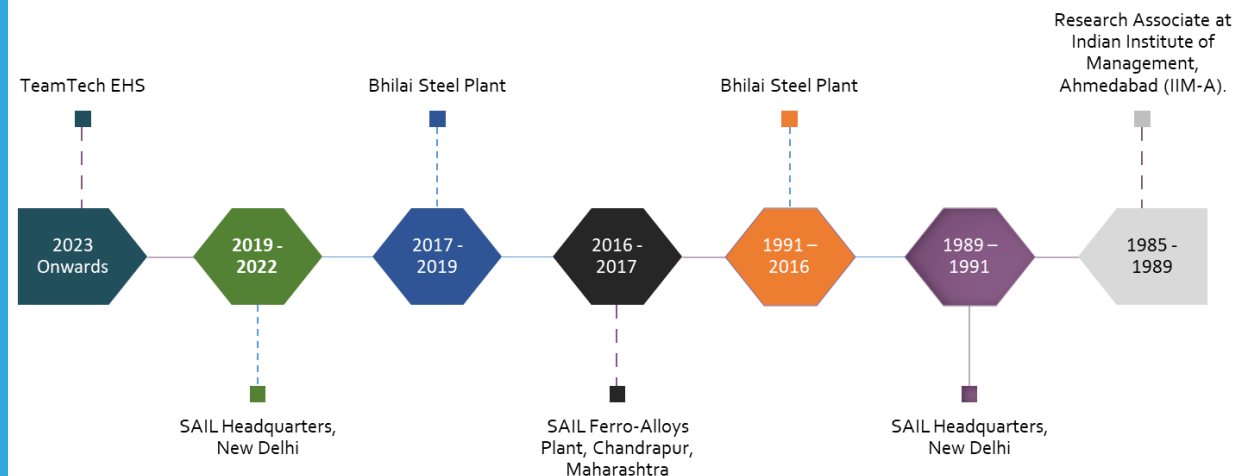 TeamTech EHS
Bhilai Steel Plant
Bhilai Steel Plant
Research Associate at
Indian Institute of
Management,
Ahmedabad (IIM-A).
2023
Onwards
2019 -
2022
2017 -
2019
2016 -
2017
1991 –
2016
1989 –
1991
1985 -
1989
SAIL Headquarters,
New Delhi
SAIL Ferro-Alloys
Plant, Chandrapur,
Maharashtra
SAIL Headquarters,
New Delhi